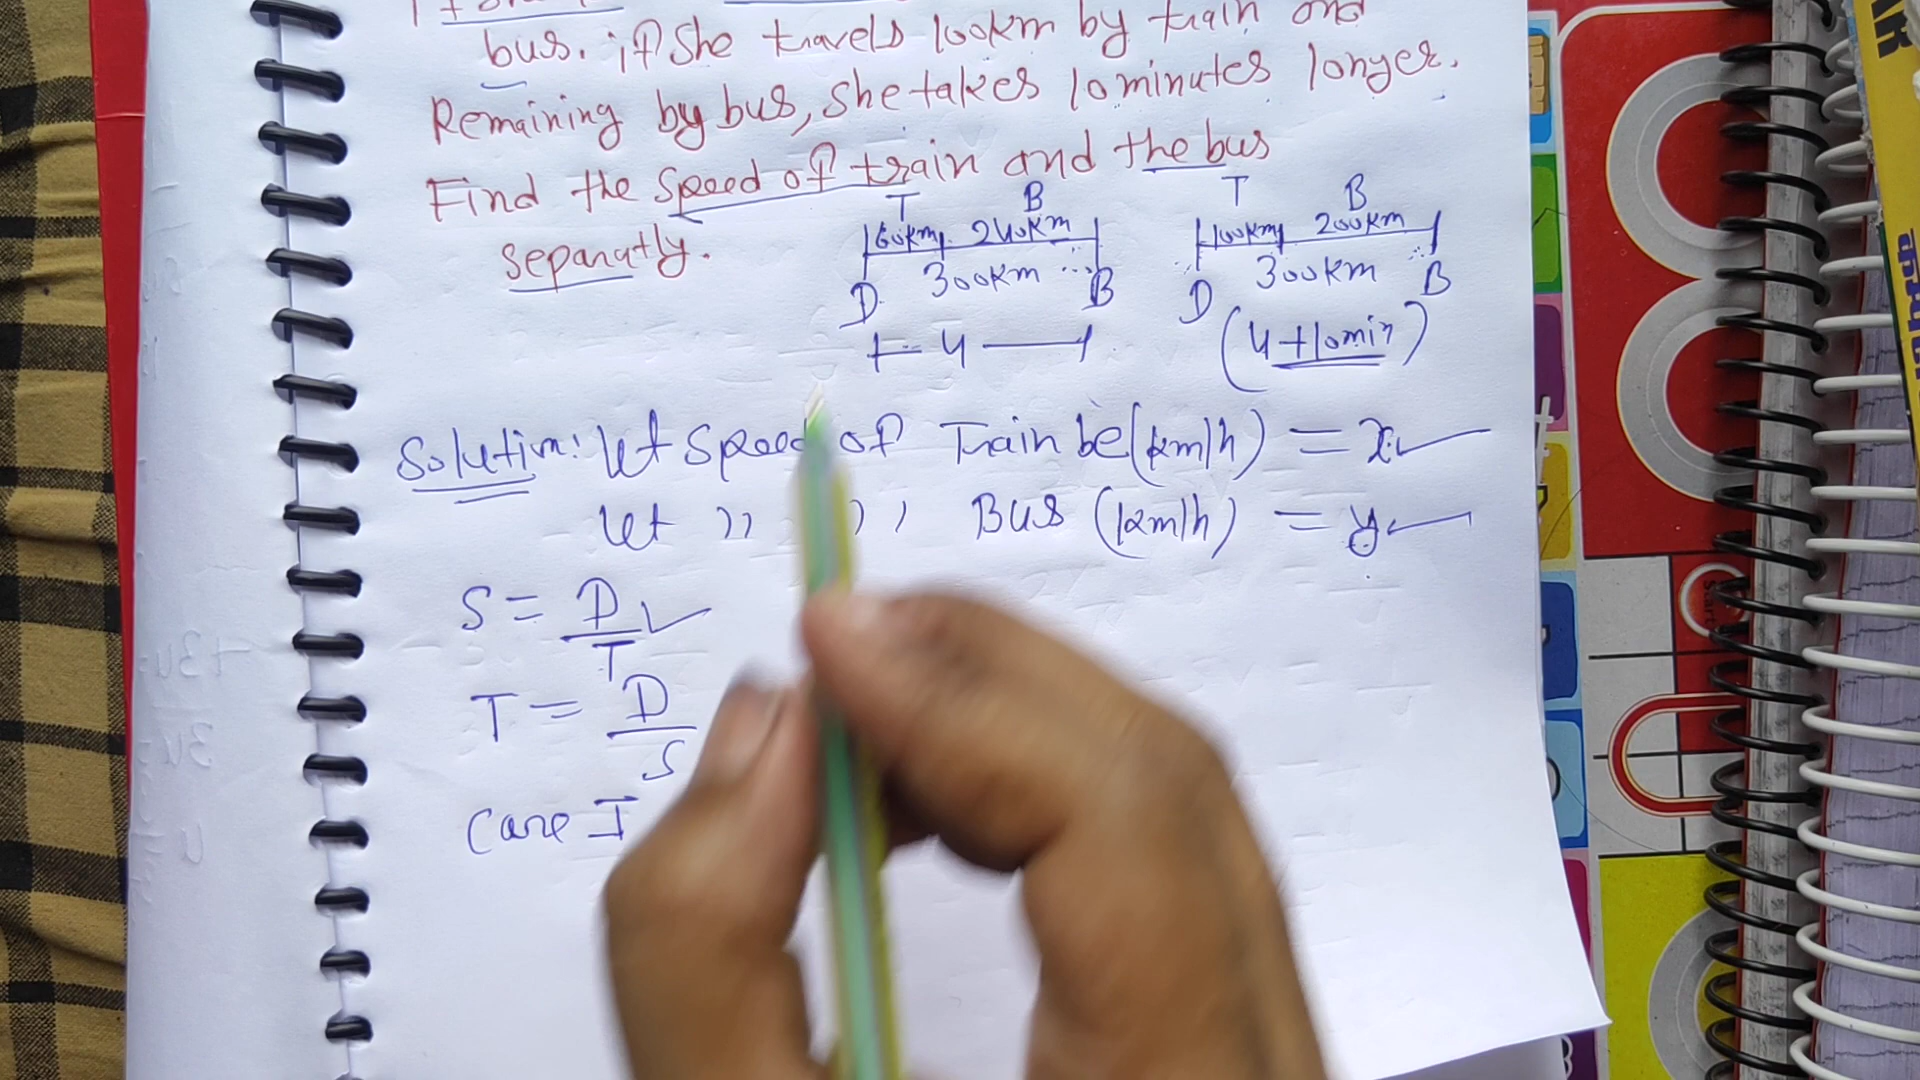 bus. if she travels 100km by train and
Remaining by bus, she takes 10 minutes longer.
Find the speed of train and the bus
separatly.
T B T B
60km 240km 100km 200km
300km 300km
D B D B
4 (4+10min)
Solution: let speed of Train be (km/h) = x
let ,, ,, Bus (km/h) = y
S = D/T
T = D/S
Case I